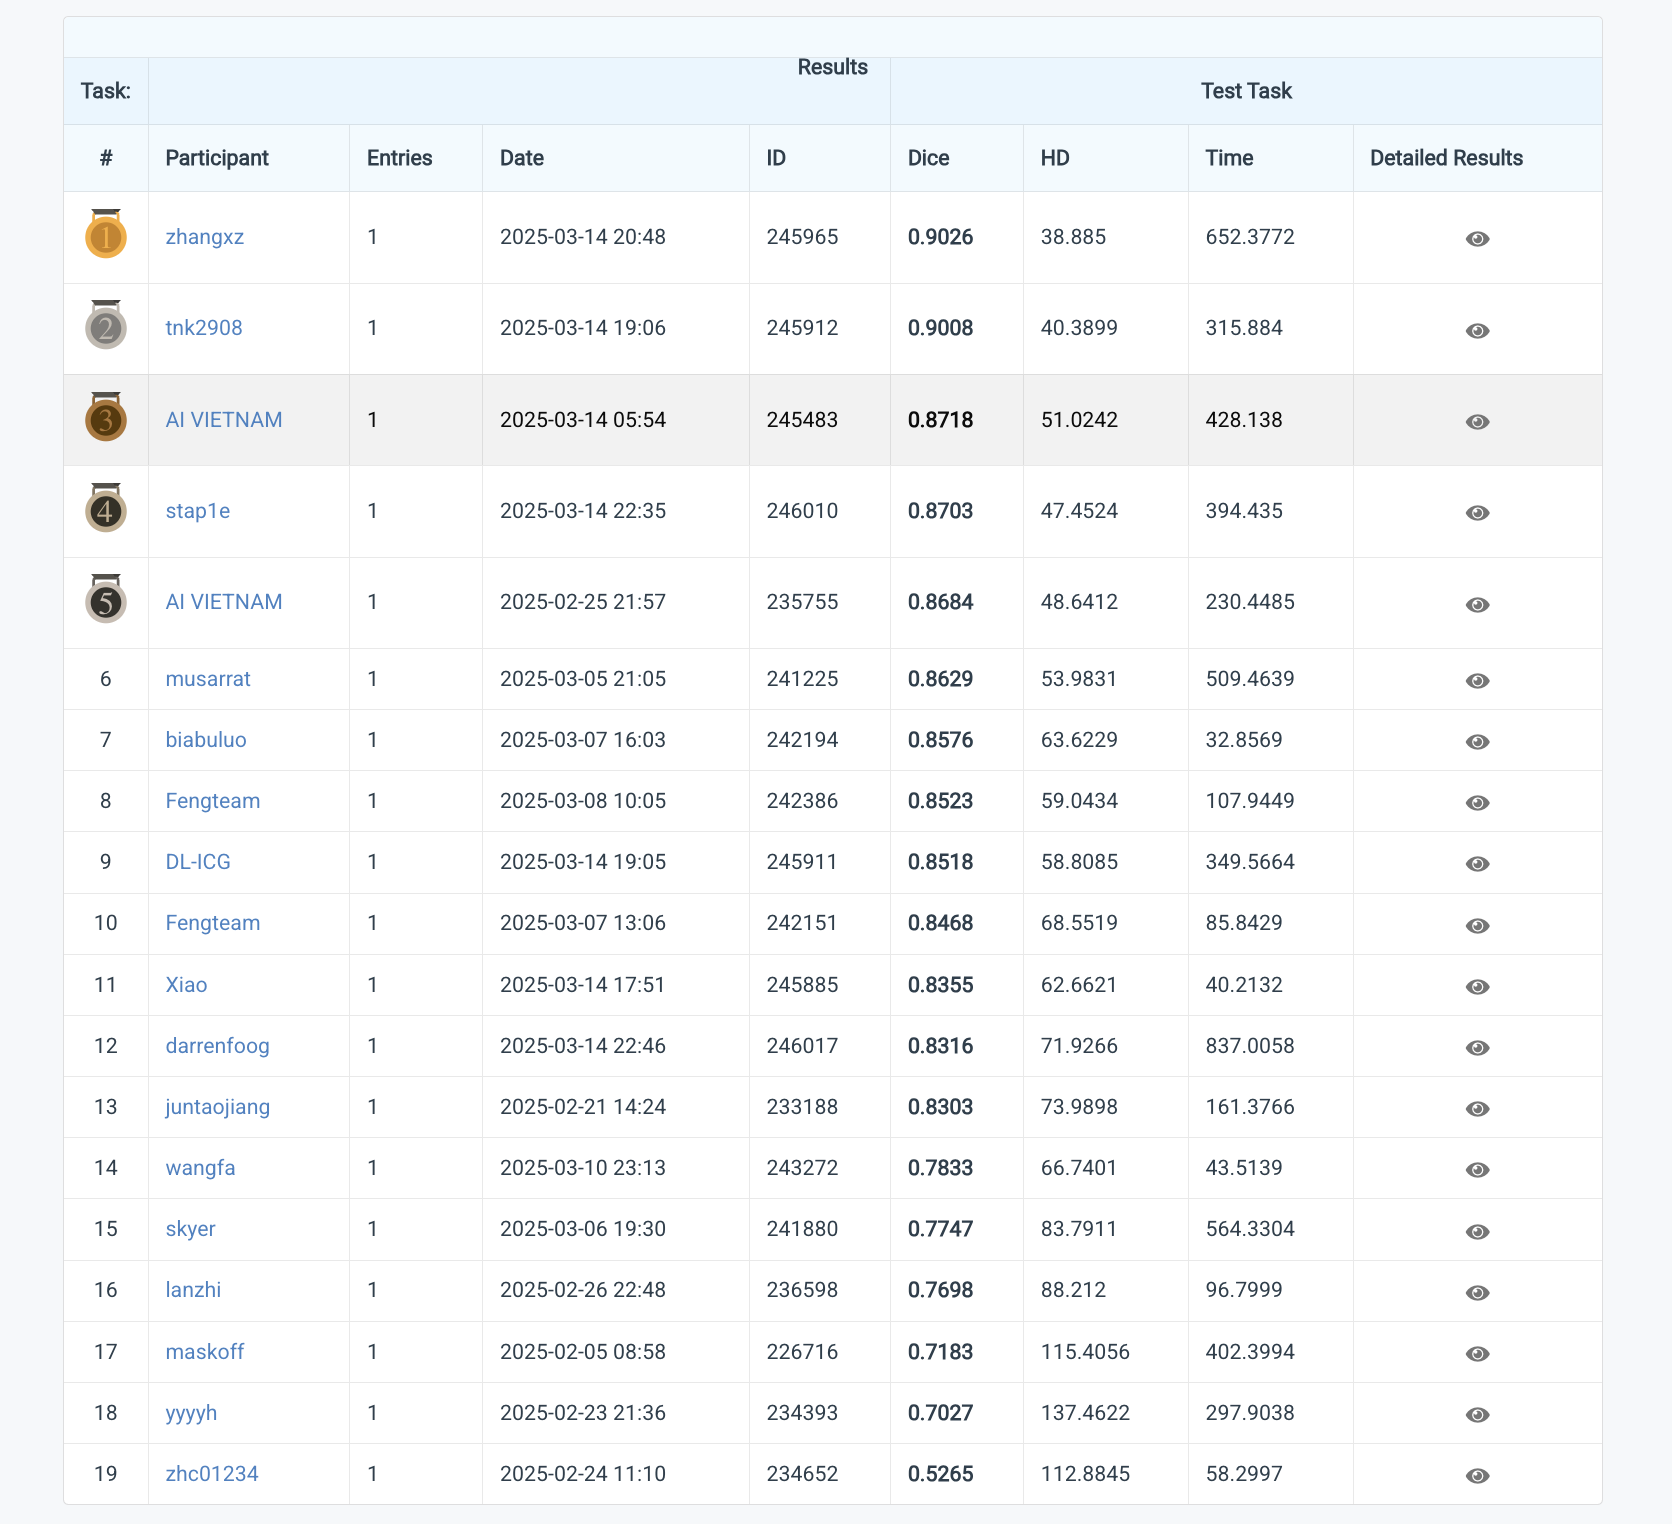 Results
Task: Test Task
# Participant Entries Date ID Dice HD Time Detailed Results
1 zhangxz 1 2025-03-14 20:48 245965 0.9026 38.885 652.3772
2 tnk2908 1 2025-03-14 19:06 245912 0.9008 40.3899 315.884
3 AI VIETNAM 1 2025-03-14 05:54 245483 0.8718 51.0242 428.138
4 stap1e 1 2025-03-14 22:35 246010 0.8703 47.4524 394.435
5 AI VIETNAM 1 2025-02-25 21:57 235755 0.8684 48.6412 230.4485
6 musarrat 1 2025-03-05 21:05 241225 0.8629 53.9831 509.4639
7 biabuluo 1 2025-03-07 16:03 242194 0.8576 63.6229 32.8569
8 Fengteam 1 2025-03-08 10:05 242386 0.8523 59.0434 107.9449
9 DL-ICG 1 2025-03-14 19:05 245911 0.8518 58.8085 349.5664
10 Fengteam 1 2025-03-07 13:06 242151 0.8468 68.5519 85.8429
11 Xiao 1 2025-03-14 17:51 245885 0.8355 62.6621 40.2132
12 darrenfoog 1 2025-03-14 22:46 246017 0.8316 71.9266 837.0058
13 juntaojiang 1 2025-02-21 14:24 233188 0.8303 73.9898 161.3766
14 wangfa 1 2025-03-10 23:13 243272 0.7833 66.7401 43.5139
15 skyer 1 2025-03-06 19:30 241880 0.7747 83.7911 564.3304
16 lanzhi 1 2025-02-26 22:48 236598 0.7698 88.212 96.7999
17 maskoff 1 2025-02-05 08:58 226716 0.7183 115.4056 402.3994
18 yyyyh 1 2025-02-23 21:36 234393 0.7027 137.4622 297.9038
19 zhc01234 1 2025-02-24 11:10 234652 0.5265 112.8845 58.2997